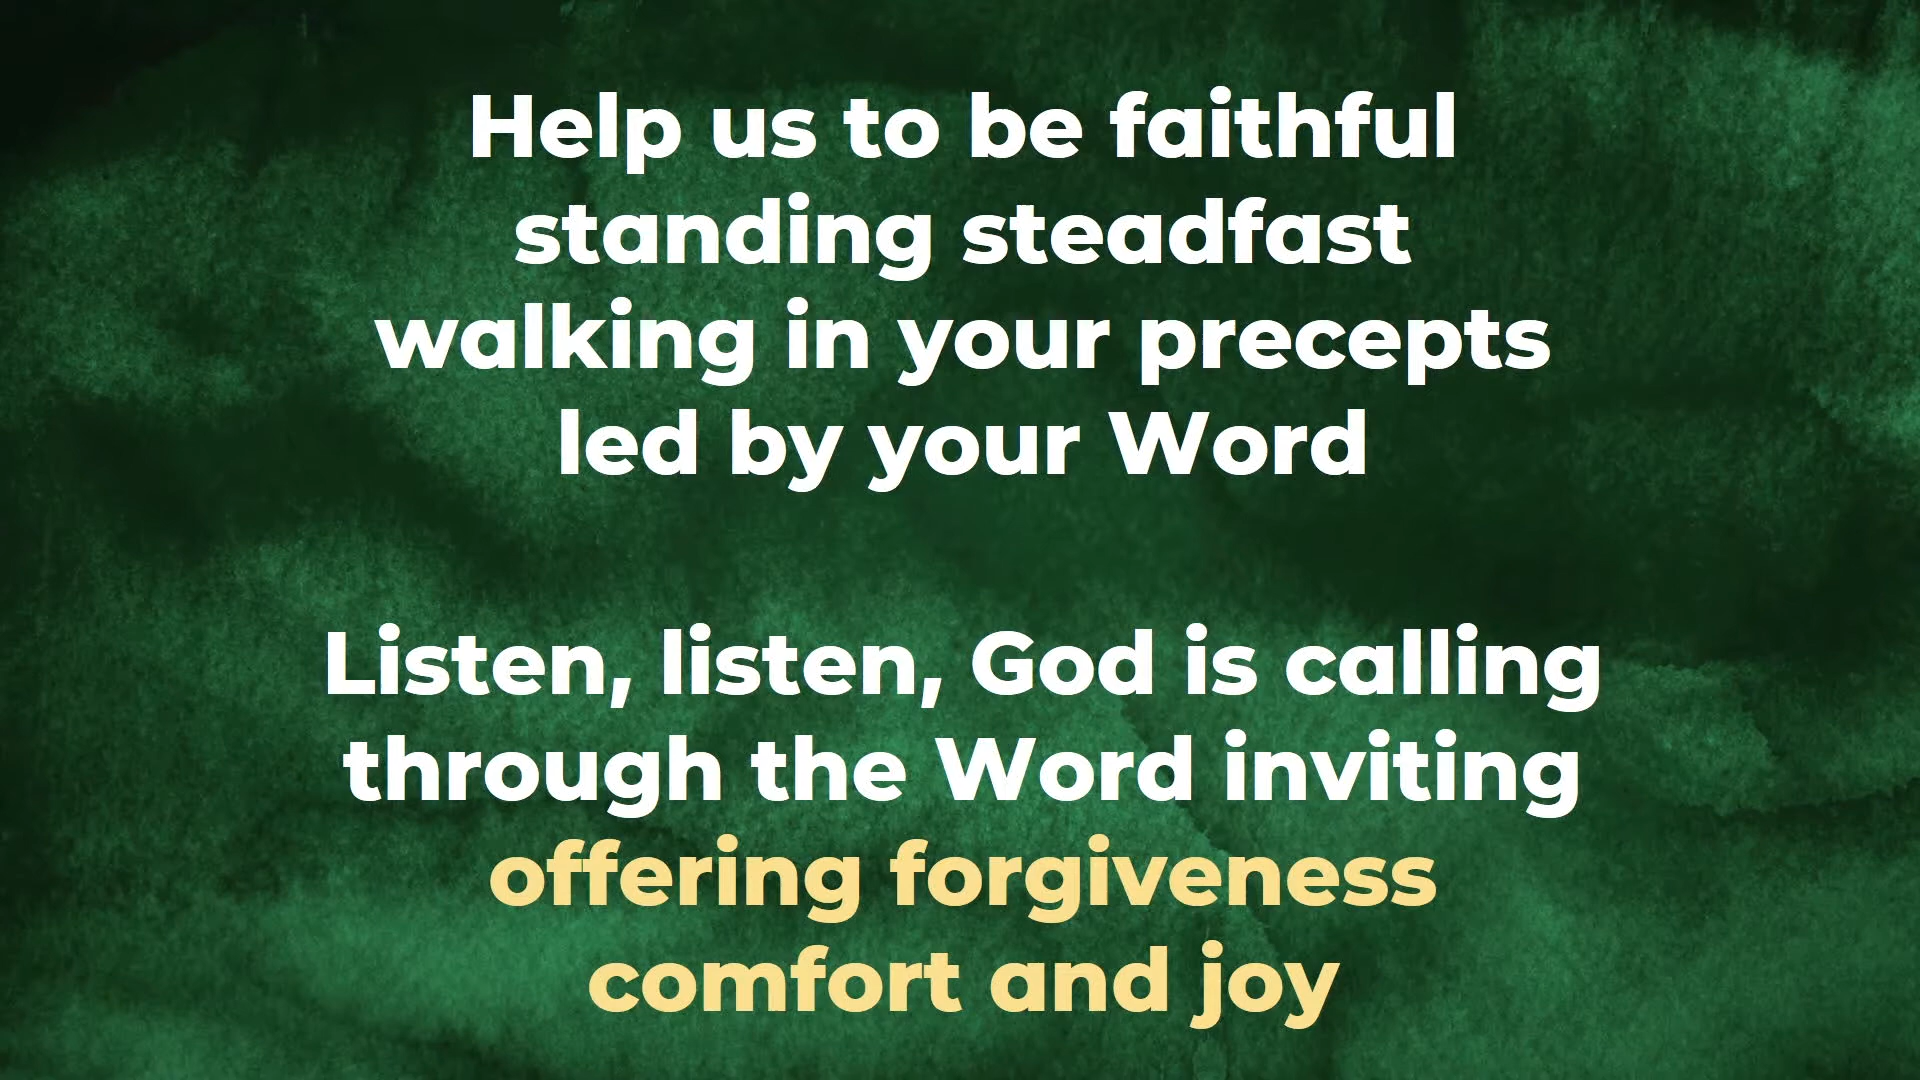 Help us to be faithful
standing steadfast
walking in your precepts
led by your Word
Listen, listen, God is calling
through the Word inviting
offering forgiveness
comfort and joy